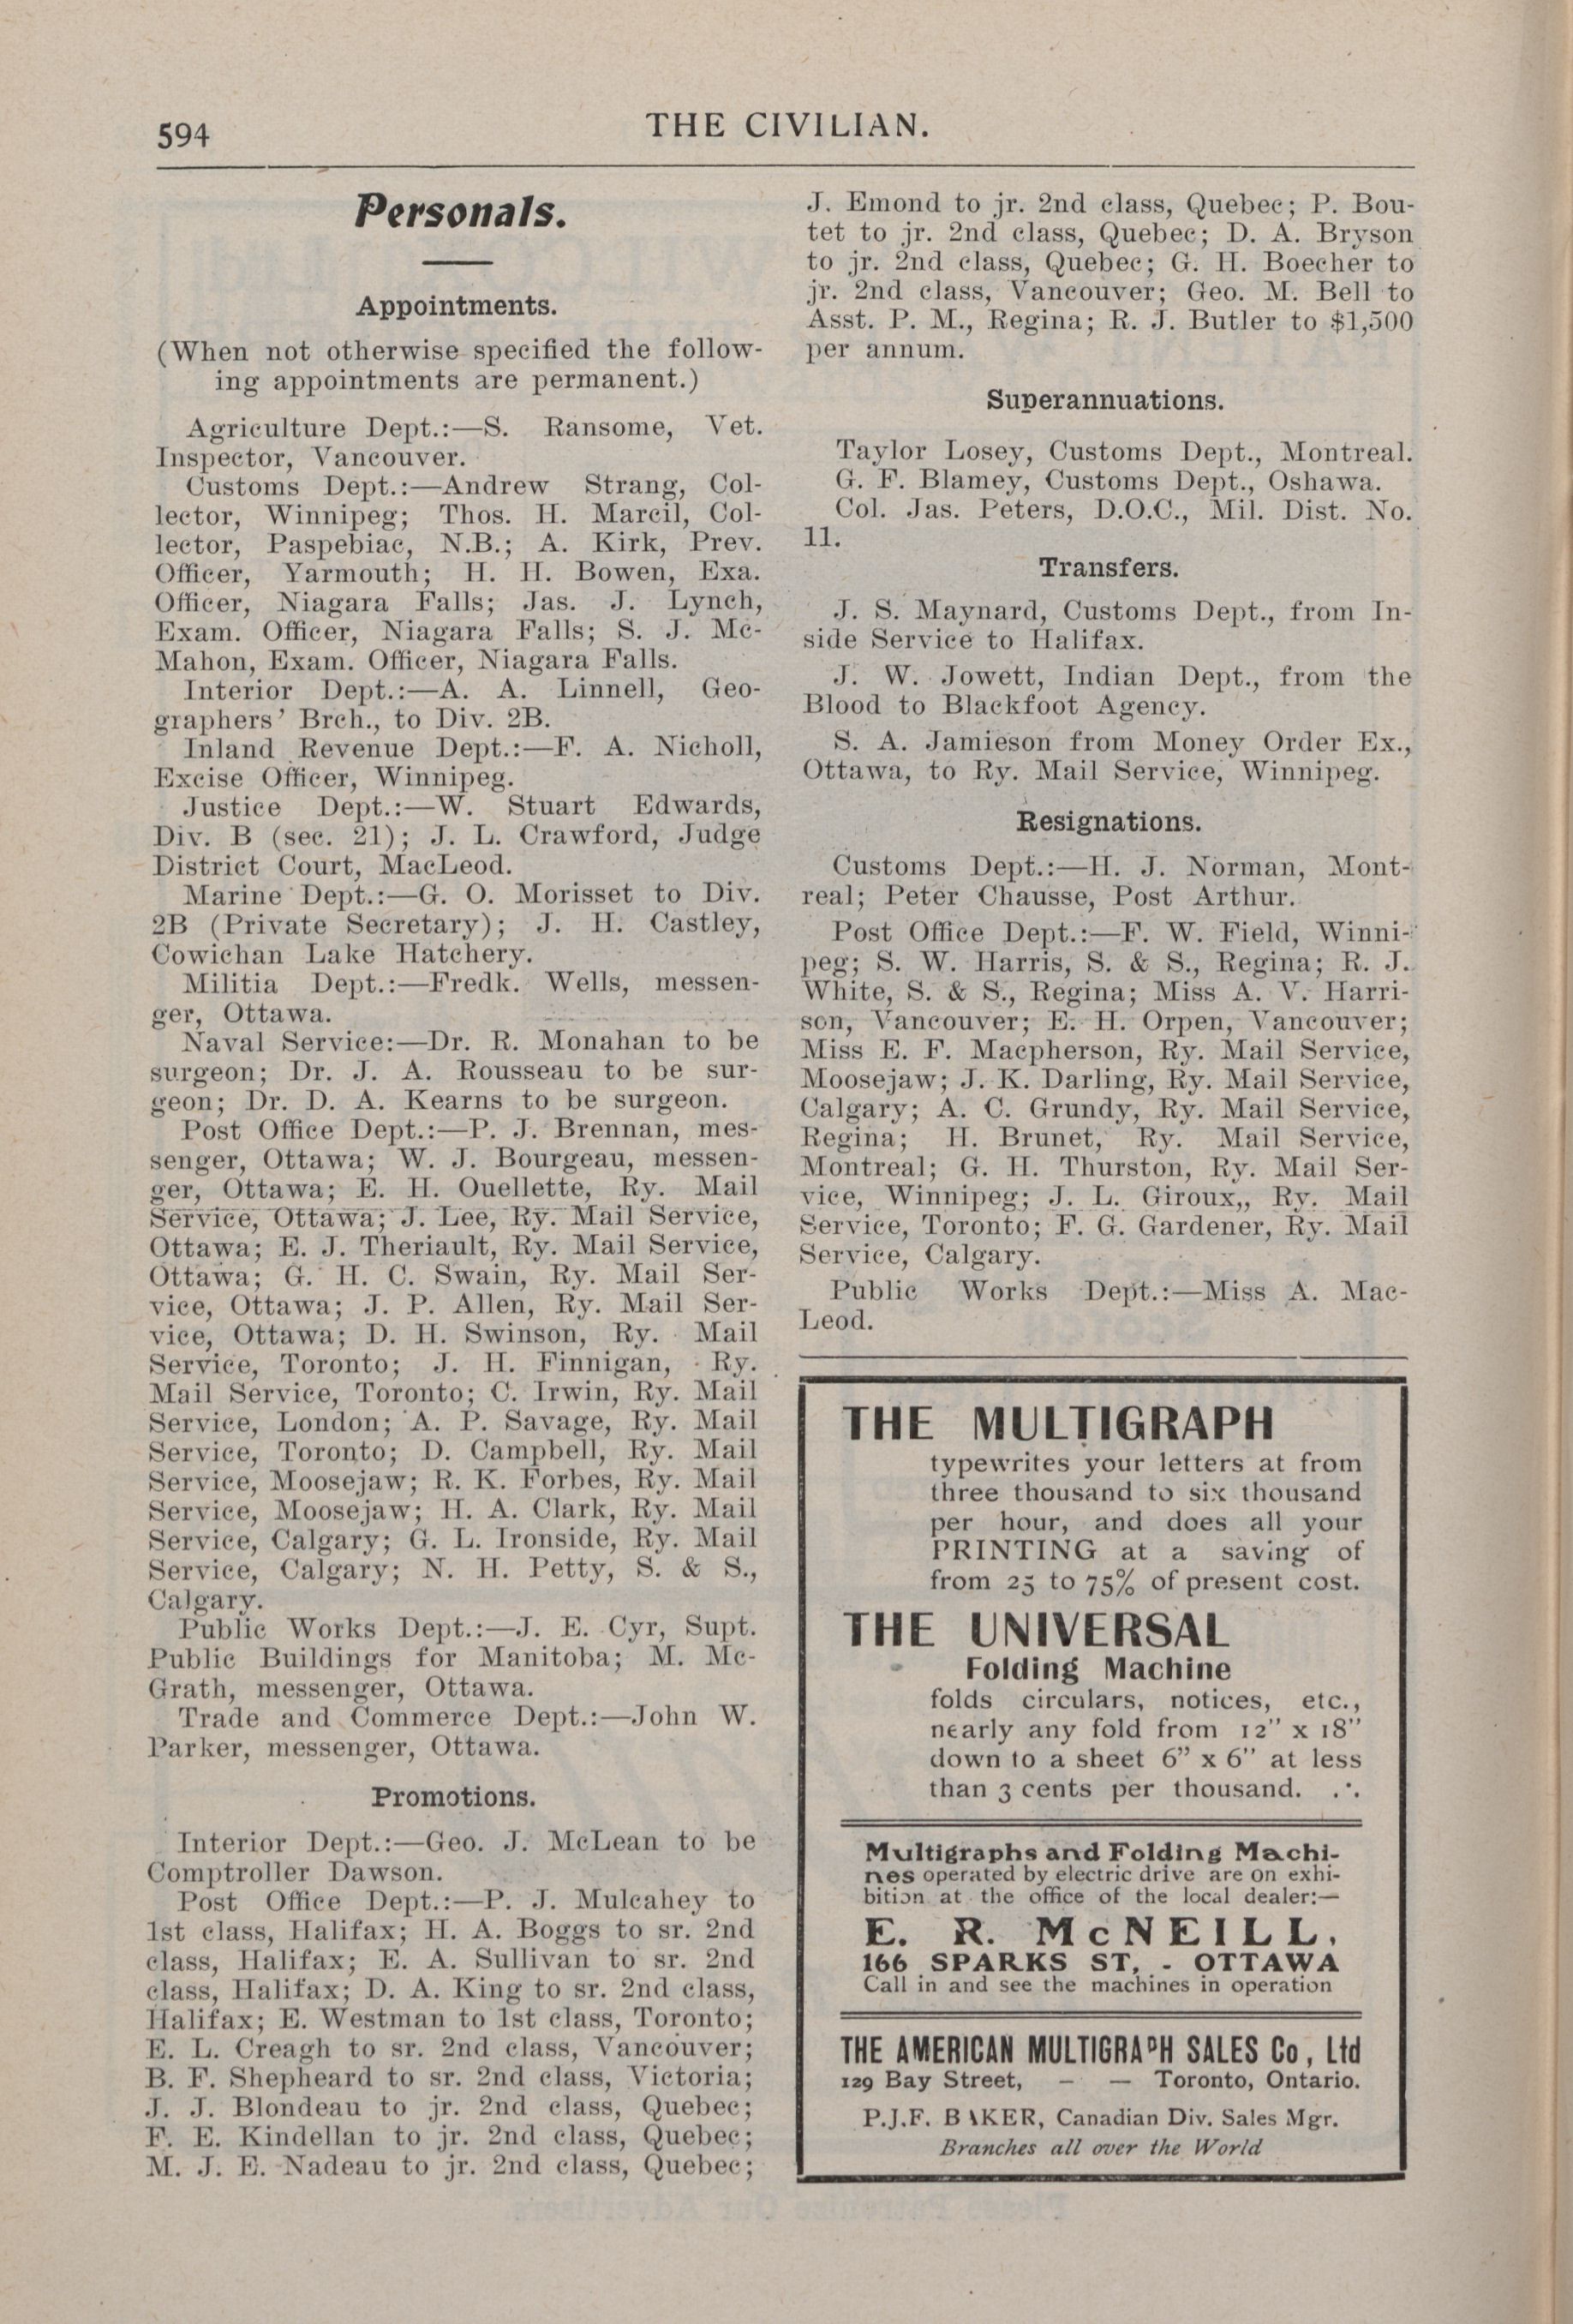 594
THE CIVILIAN.
Personals.
Appointments.
(When not otherwise specified the follow-
ing appointments are permanent.)
Agriculture Dept.:—S. Ransome, Vet.
Inspector, Vancouver.
Customs Dept.:—Andrew Strang, Col-
lector, Winnipeg; Thos. H. Marcil, Col-
lector, Paspebiac, N.B.; A. Kirk, Prev.
Officer, Yarmouth; H. H. Bowen, Exa.
Officer, Niagara Falls; Jas. J. Lynch,
Exam. Officer, Niagara Falls; S. J. Mc-
Mahon, Exam. Officer, Niagara Falls.
Interior Dept.:—A. A. Linnell, Geo-
graphers' Brch., to Div. 2B.
Inland Revenue Dept.:—F. A. Nicholl,
Excise Officer, Winnipeg.
Justice Dept.:—W. Stuart Edwards,
Div. B (sec. 21); J. L. Crawford, Judge
District Court, MacLeod.
Marine Dept.:—G. O. Morisset to Div.
2B (Private Secretary); J. H. Castley,
Cowichan Lake Hatchery.
Militia Dept.:—Fredk. Wells, messen-
ger, Ottawa.
Naval Service:—Dr. R. Monahan to be
surgeon; Dr. J. A. Rousseau to be sur-
geon; Dr. D. A. Kearns to be surgeon.
Post Office Dept.:—P. J. Brennan, mes-
senger, Ottawa; W. J. Bourgeau, messen-
ger, Ottawa; E. H. Ouellette, Ry. Mail
Service, Ottawa; J. Lee, Ry. Mail Service,
Ottawa; E. J. Theriault, Ry. Mail Service,
Ottawa; G. H. C. Swain, Ry. Mail Ser-
vice, Ottawa; J. P. Allen, Ry. Mail Ser-
vice, Ottawa; D. H. Swinson, Ry. Mail
Service, Toronto; J. H. Finnigan, Ry.
Mail Service, Toronto; C. Irwin, Ry. Mail
Service, London; A. P. Savage, Ry. Mail
Service, Toronto; D. Campbell, Ry. Mail
Service, Moosejaw; R. K. Forbes, Ry. Mail
Service, Moosejaw; H. A. Clark, Ry. Mail
Service, Calgary; G. L. Ironside, Ry. Mail
Service, Calgary; N. H. Petty, S. & S.,
Calgary.
Public Works Dept.:—J. E. Cyr, Supt.
Public Buildings for Manitoba; M. Mc-
Grath, messenger, Ottawa.
Trade and Commerce Dept.:—John W.
Parker, messenger, Ottawa.
Promotions.
Interior Dept.:—Geo. J. McLean to be
Comptroller Dawson.
Post Office Dept.:—P. J. Mulcahey to
1st class, Halifax; H. A. Boggs to sr. 2nd
class, Halifax; E. A. Sullivan to sr. 2nd
class, Halifax; D. A. King to sr. 2nd class,
Halifax; E. Westman to 1st class, Toronto;
E. L. Creagh to sr. 2nd class, Vancouver;
B. F. Shepheard to sr. 2nd class, Victoria;
J. J. Blondeau to jr. 2nd class, Quebec;
F. E. Kindellan to jr. 2nd class, Quebec;
M. J. E. Nadeau to jr. 2nd class, Quebec;
J. Emond to jr. 2nd class, Quebec; P. Bou-
tet to jr. 2nd class, Quebec; D. A. Bryson
to jr. 2nd class, Quebec; G. H. Boecher to
jr. 2nd class, Vancouver; Geo. M. Bell to
Asst. P. M., Regina; R. J. Butler to $1,500
per annum.
Superannuations.
Taylor Losey, Customs Dept., Montreal.
G. F. Blamey, Customs Dept., Oshawa.
Col. Jas. Peters, D.O.C., Mil. Dist. No.
11.
Transfers.
J. S. Maynard, Customs Dept., from In-
side Service to Halifax.
J. W. Jowett, Indian Dept., from the
Blood to Blackfoot Agency.
S. A. Jamieson from Money Order Ex.,
Ottawa, to Ry. Mail Service, Winnipeg.
Resignations.
Customs Dept.:—H. J. Norman, Mont-
real; Peter Chausse, Post Arthur.
Post Office Dept.:—F. W. Field, Winni-
peg; S. W. Harris, S. & S., Regina; R. J.
White, S. & S., Regina; Miss A. V. Harri-
son, Vancouver; E. H. Orpen, Vancouver;
Miss E. F. Macpherson, Ry. Mail Service,
Moosejaw; J. K. Darling, Ry. Mail Service,
Calgary; A. C. Grundy, Ry. Mail Service,
Regina; H. Brunet, Ry. Mail Service,
Montreal; G. H. Thurston, Ry. Mail Ser-
vice, Winnipeg; J. L. Giroux,, Ry. Mail
Service, Toronto; F. G. Gardener, Ry. Mail
Service, Calgary.
Public Works Dept.:—Miss A. Mac-
Leod.
THE MULTIGRAPH
typewrites your letters at from
three thousand to six thousand
per hour, and does all your
PRINTING at a saving of
from 25 to 75% of present cost.
THE UNIVERSAL
Folding Machine
folds circulars, notices, etc.,
nearly any fold from 12" x 18"
down to a sheet 6" x 6" at less
than 3 cents per thousand. .·.
Multigraphs and Folding Machi-
nes operated by electric drive are on exhi-
bition at the office of the local dealer:—
E. R. McNEILL,
166 SPARKS ST, - OTTAWA
Call in and see the machines in operation
THE AMERICAN MULTIGRAPH SALES Co, Ltd
129 Bay Street, — — Toronto, Ontario.
P.J.F. BAKER, Canadian Div. Sales Mgr.
Branches all over the World